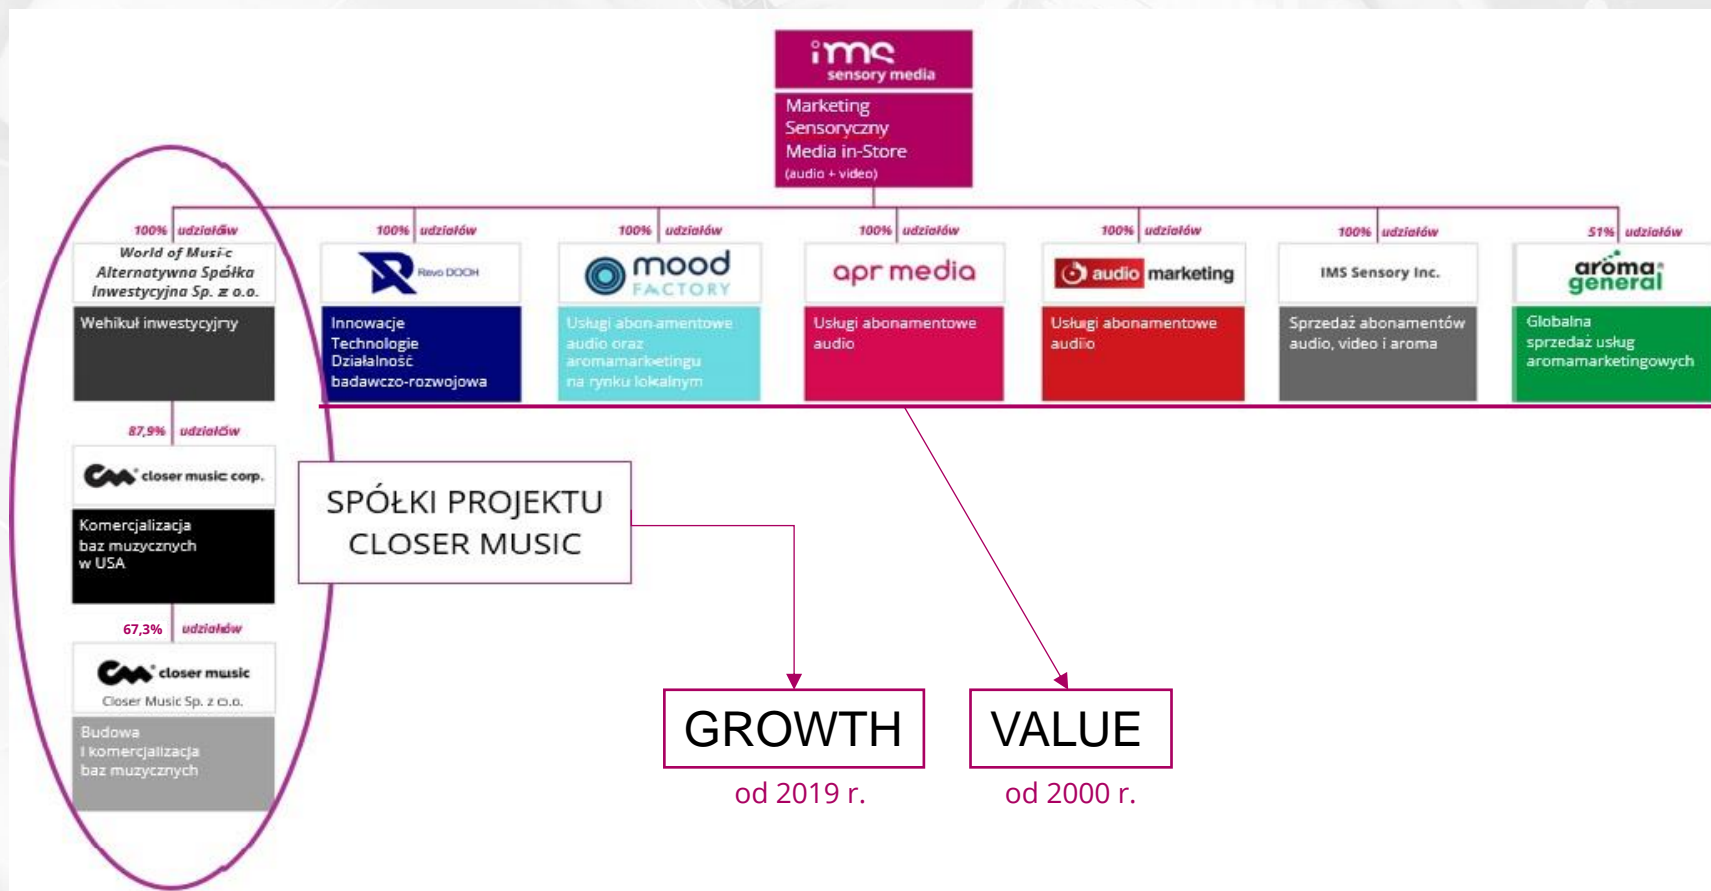 ims
sensory media
Marketing
Sensoryczny
Media in-Store
(audio + video)
100% udziałów
World of Music
Alternatywna Spółka
Inwestycyjna Sp. z o.o.
Wehikuł inwestycyjny
100% udziałów
Revo DOOH
Innowacje
Technologie
Działalność
badawczo-rozwojowa
100% udziałów
mood
FACTORY
Usługi abonamentowe
audio oraz
aromamarketingu
na rynku lokalnym
100% udziałów
apr media
Usługi abonamentowe
audio
100% udziałów
audio marketing
Usługi abonamentowe
audio
100% udziałów
IMS Sensory Inc.
Sprzedaż abonamentów
audio, video i aroma
51% udziałów
aroma
general
Globalna
sprzedaż usług
aromamarketingowych
87,9% udziałów
closer music corp.
Komercjalizacja
baz muzycznych
w USA
67,3% udziałów
closer music
Closer Music Sp. z o.o.
Budowa
I komercjalizacja
baz muzycznych
SPÓŁKI PROJEKTU
CLOSER MUSIC
GROWTH
od 2019 r.
VALUE
od 2000 r.